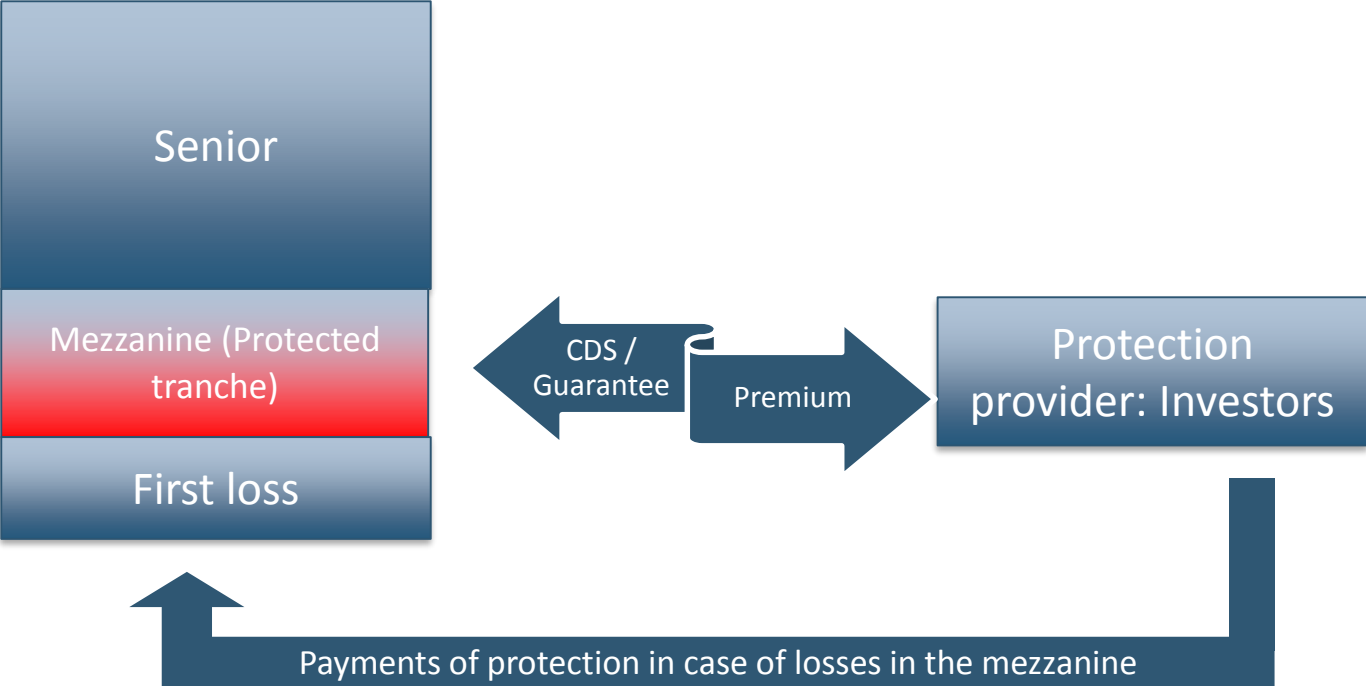 Senior
Mezzanine (Protected
tranche)
First loss
CDS /
Guarantee
Premium
Protection
provider: Investors
Payments of protection in case of losses in the mezzanine